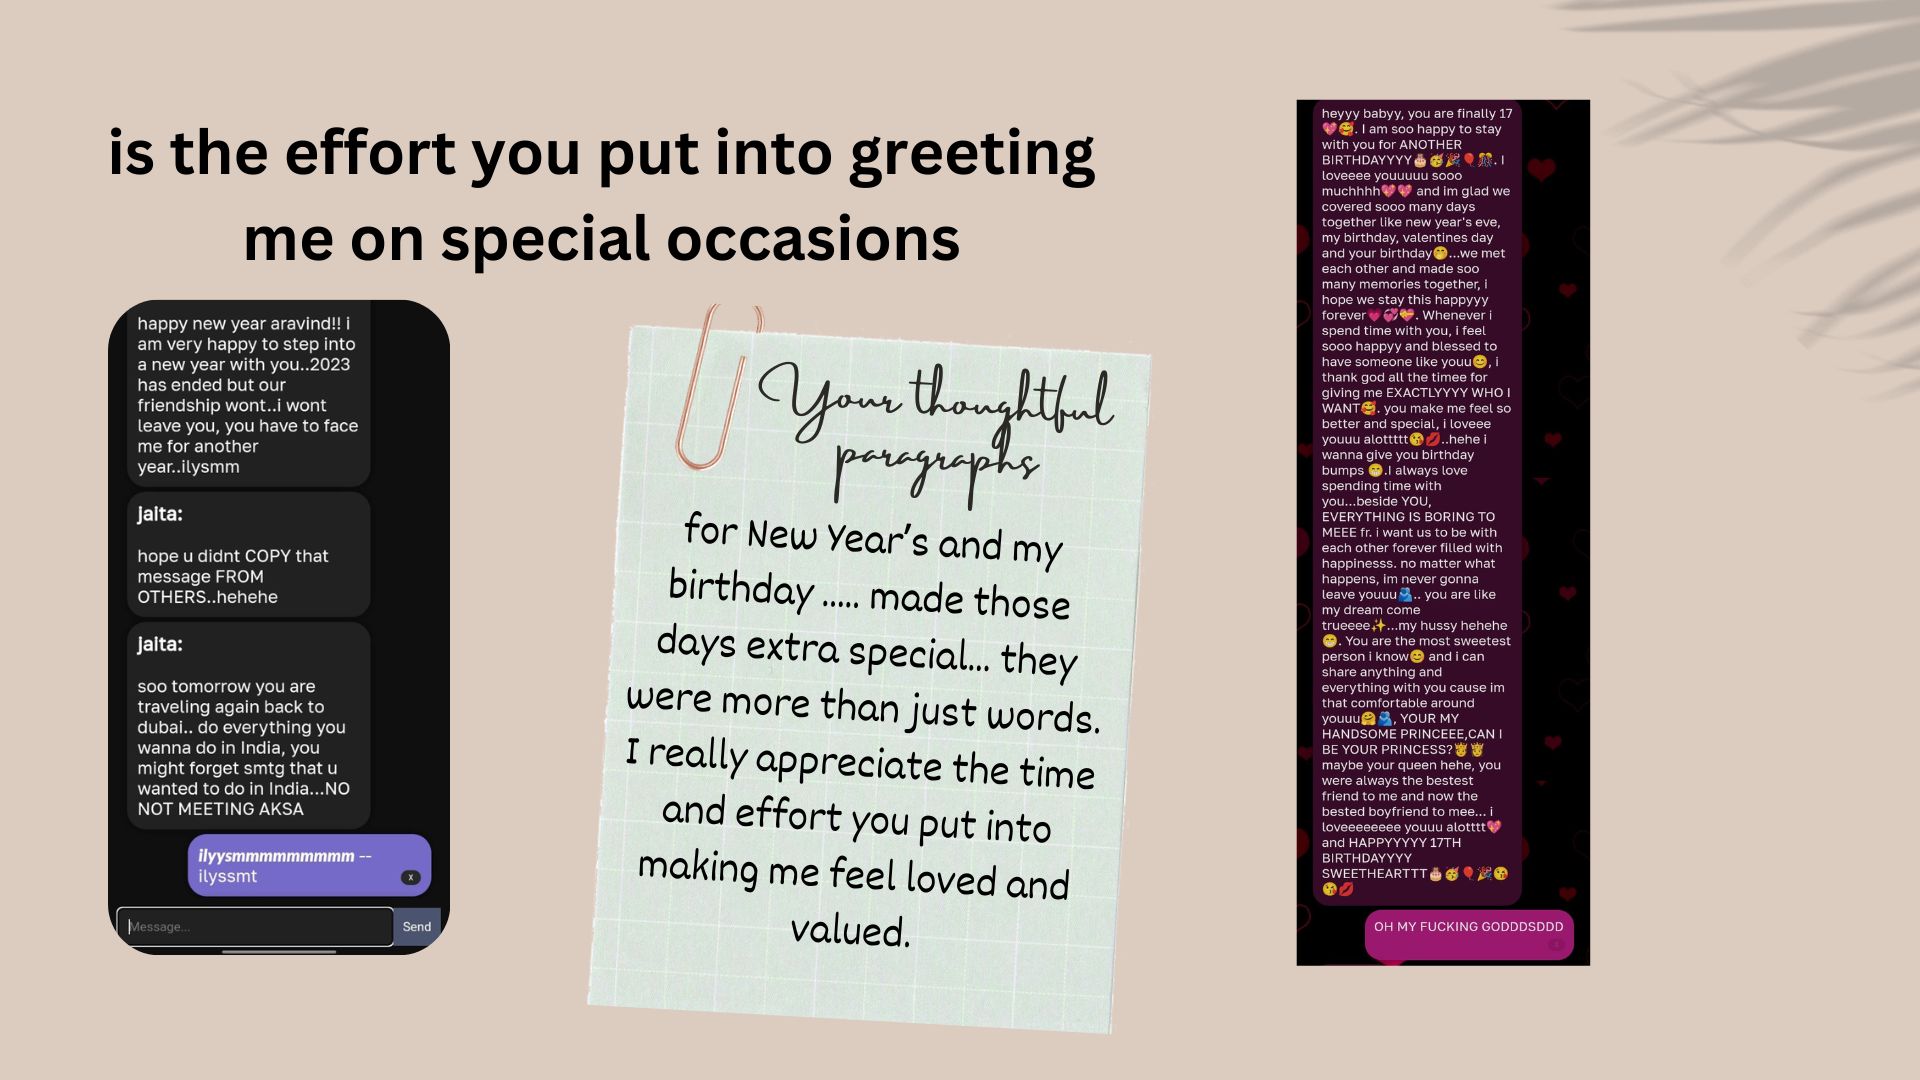 is the effort you put into greeting
me on special occasions
happy new year aravind!! i
am very happy to step into
a new year with you..2023
has ended but our
friendship wont..i wont
leave you, you have to face
me for another
year..ilysmm
jaita:
hope u didnt COPY that
message FROM
OTHERS..hehehe
jaita:
soo tomorrow you are
traveling again back to
dubai.. do everything you
wanna do in India, you
might forget smtg that u
wanted to do in India...NO
NOT MEETING AKSA
ilyysmmmmmmmmm --
ilyssmt
x
Message...
Send
Your thoughtful
paragraphs
for New Year's and my
birthday ..... made those
days extra special... they
were more than just words.
I really appreciate the time
and effort you put into
making me feel loved and
valued.
heyyy babyy, you are finally 17
💖🥰. I am soo happy to stay
with you for ANOTHER
BIRTHDAYYYY🎂🥳🎉🎈🎊. I
loveeee youuuuu sooo
muchhhh💖💖 and im glad we
covered sooo many days
together like new year's eve,
my birthday, valentines day
and your birthday🤭...we met
each other and made soo
many memories together, i
hope we stay this happyyy
forever💗💞💝. Whenever i
spend time with you, i feel
sooo happyy and blessed to
have someone like youu😊, i
thank god all the timee for
giving me EXACTLYYYY WHO I
WANT🥰. you make me feel so
better and special, i loveee
youuu alottttt😘💋..hehe i
wanna give you birthday
bumps 😁.I always love
spending time with
you...beside YOU,
EVERYTHING IS BORING TO
MEEE fr. i want us to be with
each other forever filled with
happinesss. no matter what
happens, im never gonna
leave youuu🫂.. you are like
my dream come
trueeee✨...my hussy hehehe
😁. You are the most sweetest
person i know😊 and i can
share anything and
everything with you cause im
that comfortable around
youuu🤗🫂, YOUR MY
HANDSOME PRINCEEE,CAN I
BE YOUR PRINCESS?👸👸
maybe your queen hehe, you
were always the bestest
friend to me and now the
bested boyfriend to mee... i
loveeeeeeee youuu alotttt💖
and HAPPYYYYY 17TH
BIRTHDAYYYY
SWEETHEARTTT🎂🥳🎈🎉😘
😘💋
OH MY FUCKING GODDDSDDD